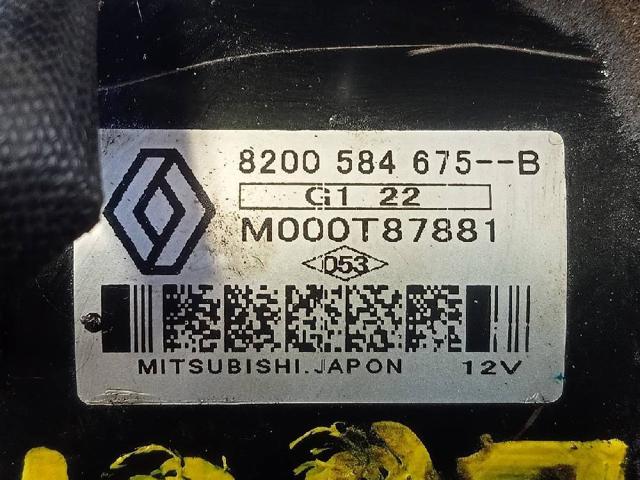 8200 584 675--B
G1 22
M000T87881
053
MITSUBISHI.JAPON 12V